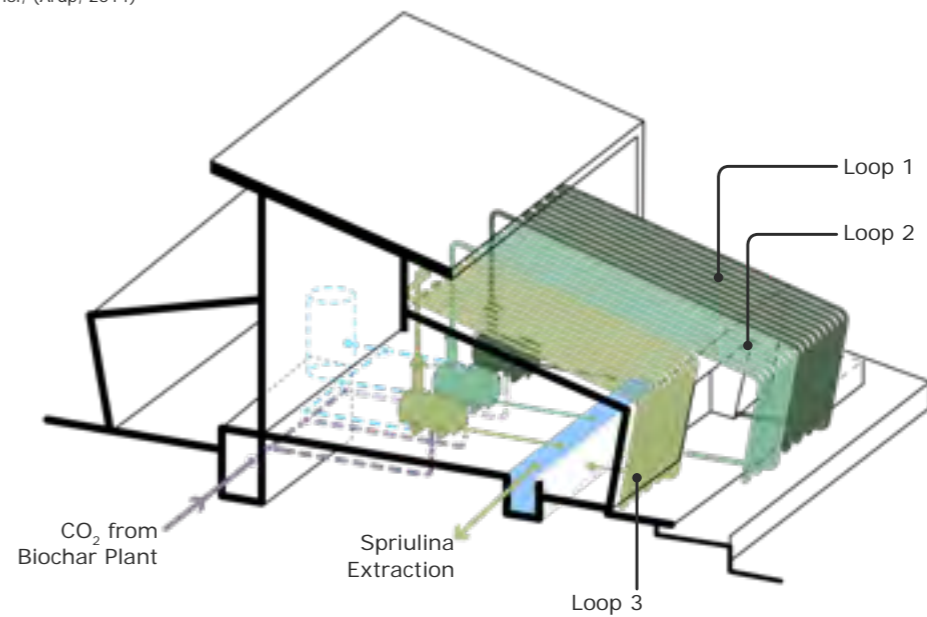 Loop 1
Loop 2
CO₂ from
Biochar Plant
Spriulina
Extraction
Loop 3